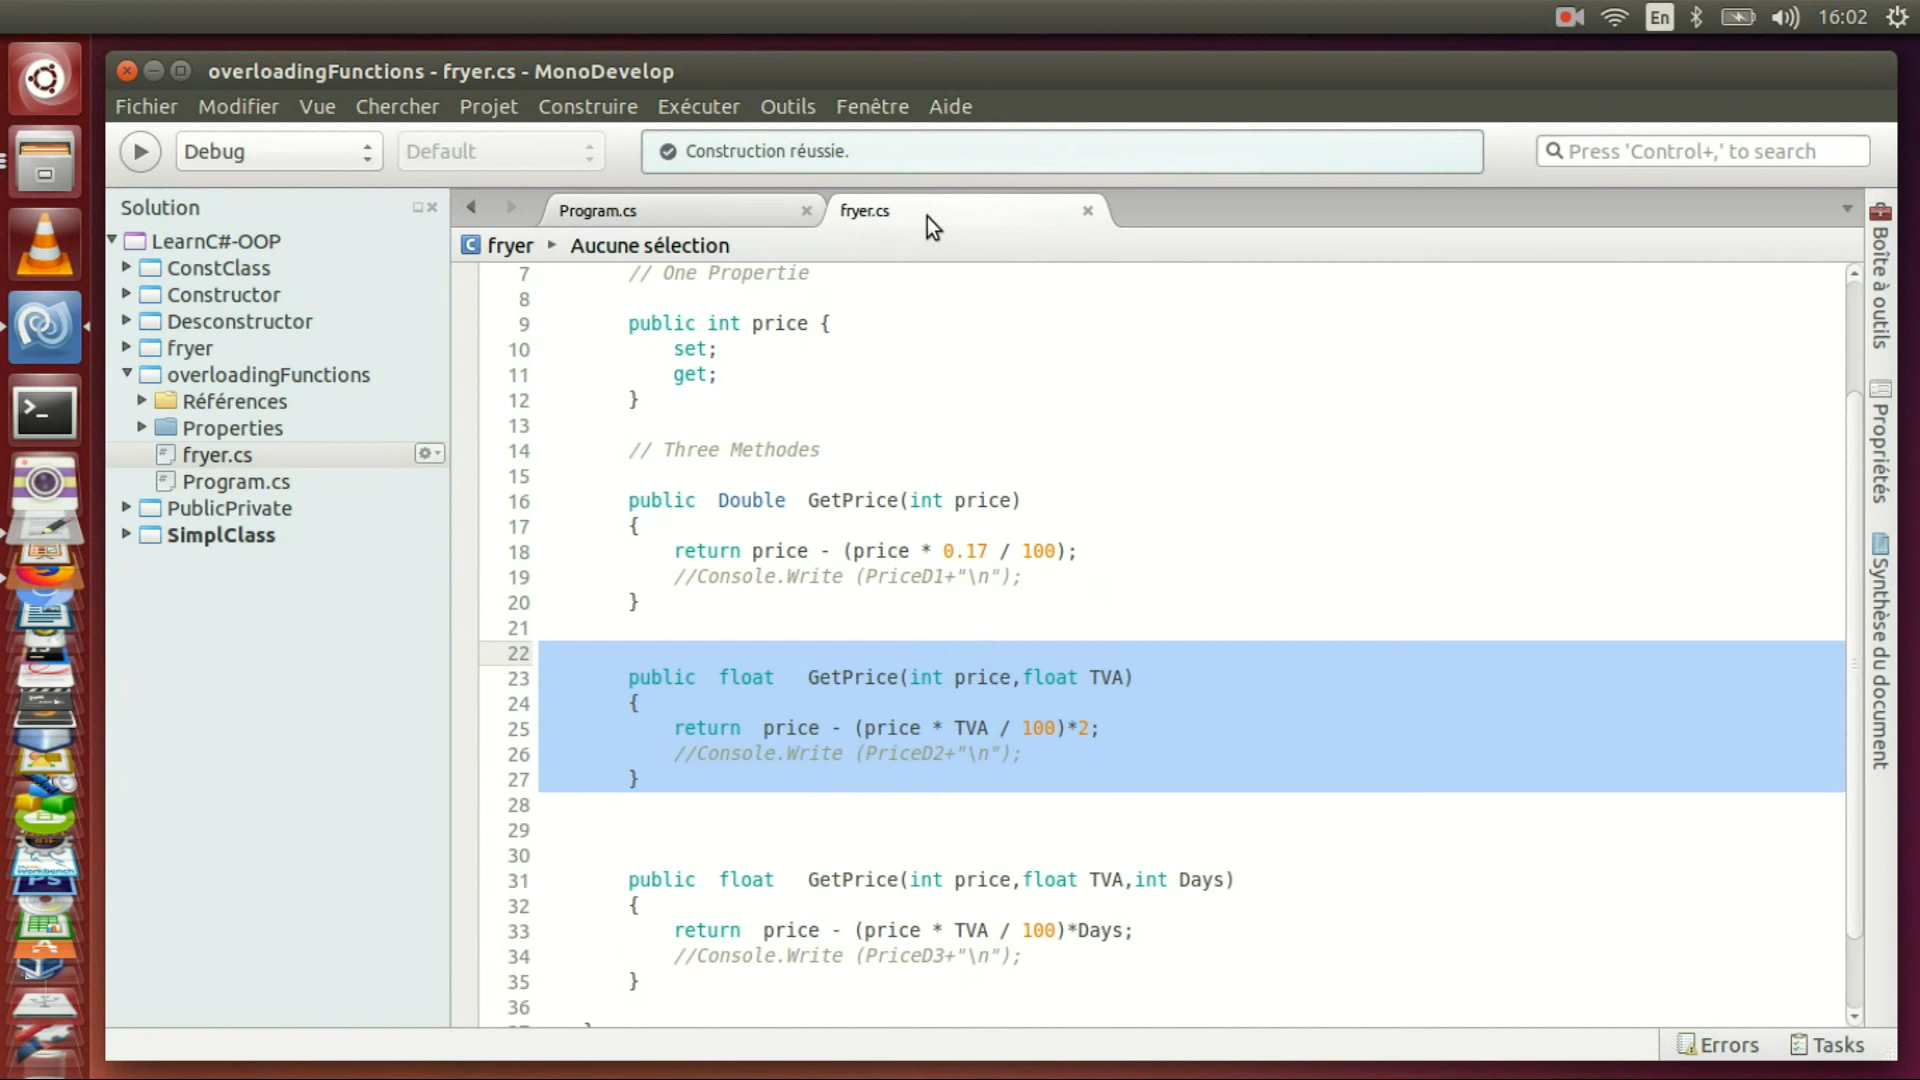 En
16:02
overloadingFunctions - fryer.cs - MonoDevelop
Fichier Modifier Vue Chercher Projet Construire Exécuter Outils Fenêtre Aide
Debug
Default
Construction réussie.
Press 'Control+,' to search
Solution
LearnC#-OOP
ConstClass
Constructor
Desconstructor
fryer
overloadingFunctions
Références
Properties
fryer.cs
Program.cs
PublicPrivate
SimplClass
Program.cs
fryer.cs
fryer
Aucune sélection
7 // One Propertie
8
9 public int price {
10 set;
11 get;
12 }
13
14 // Three Methodes
15
16 public Double GetPrice(int price)
17 {
18 return price - (price * 0.17 / 100);
19 //Console.Write (PriceD1+"\n");
20 }
21
22
23 public float GetPrice(int price,float TVA)
24 {
25 return price - (price * TVA / 100)*2;
26 //Console.Write (PriceD2+"\n");
27 }
28
29
30
31 public float GetPrice(int price,float TVA,int Days)
32 {
33 return price - (price * TVA / 100)*Days;
34 //Console.Write (PriceD3+"\n");
35 }
36
Boîte à outils
Propriétés
Synthèse du document
Errors
Tasks